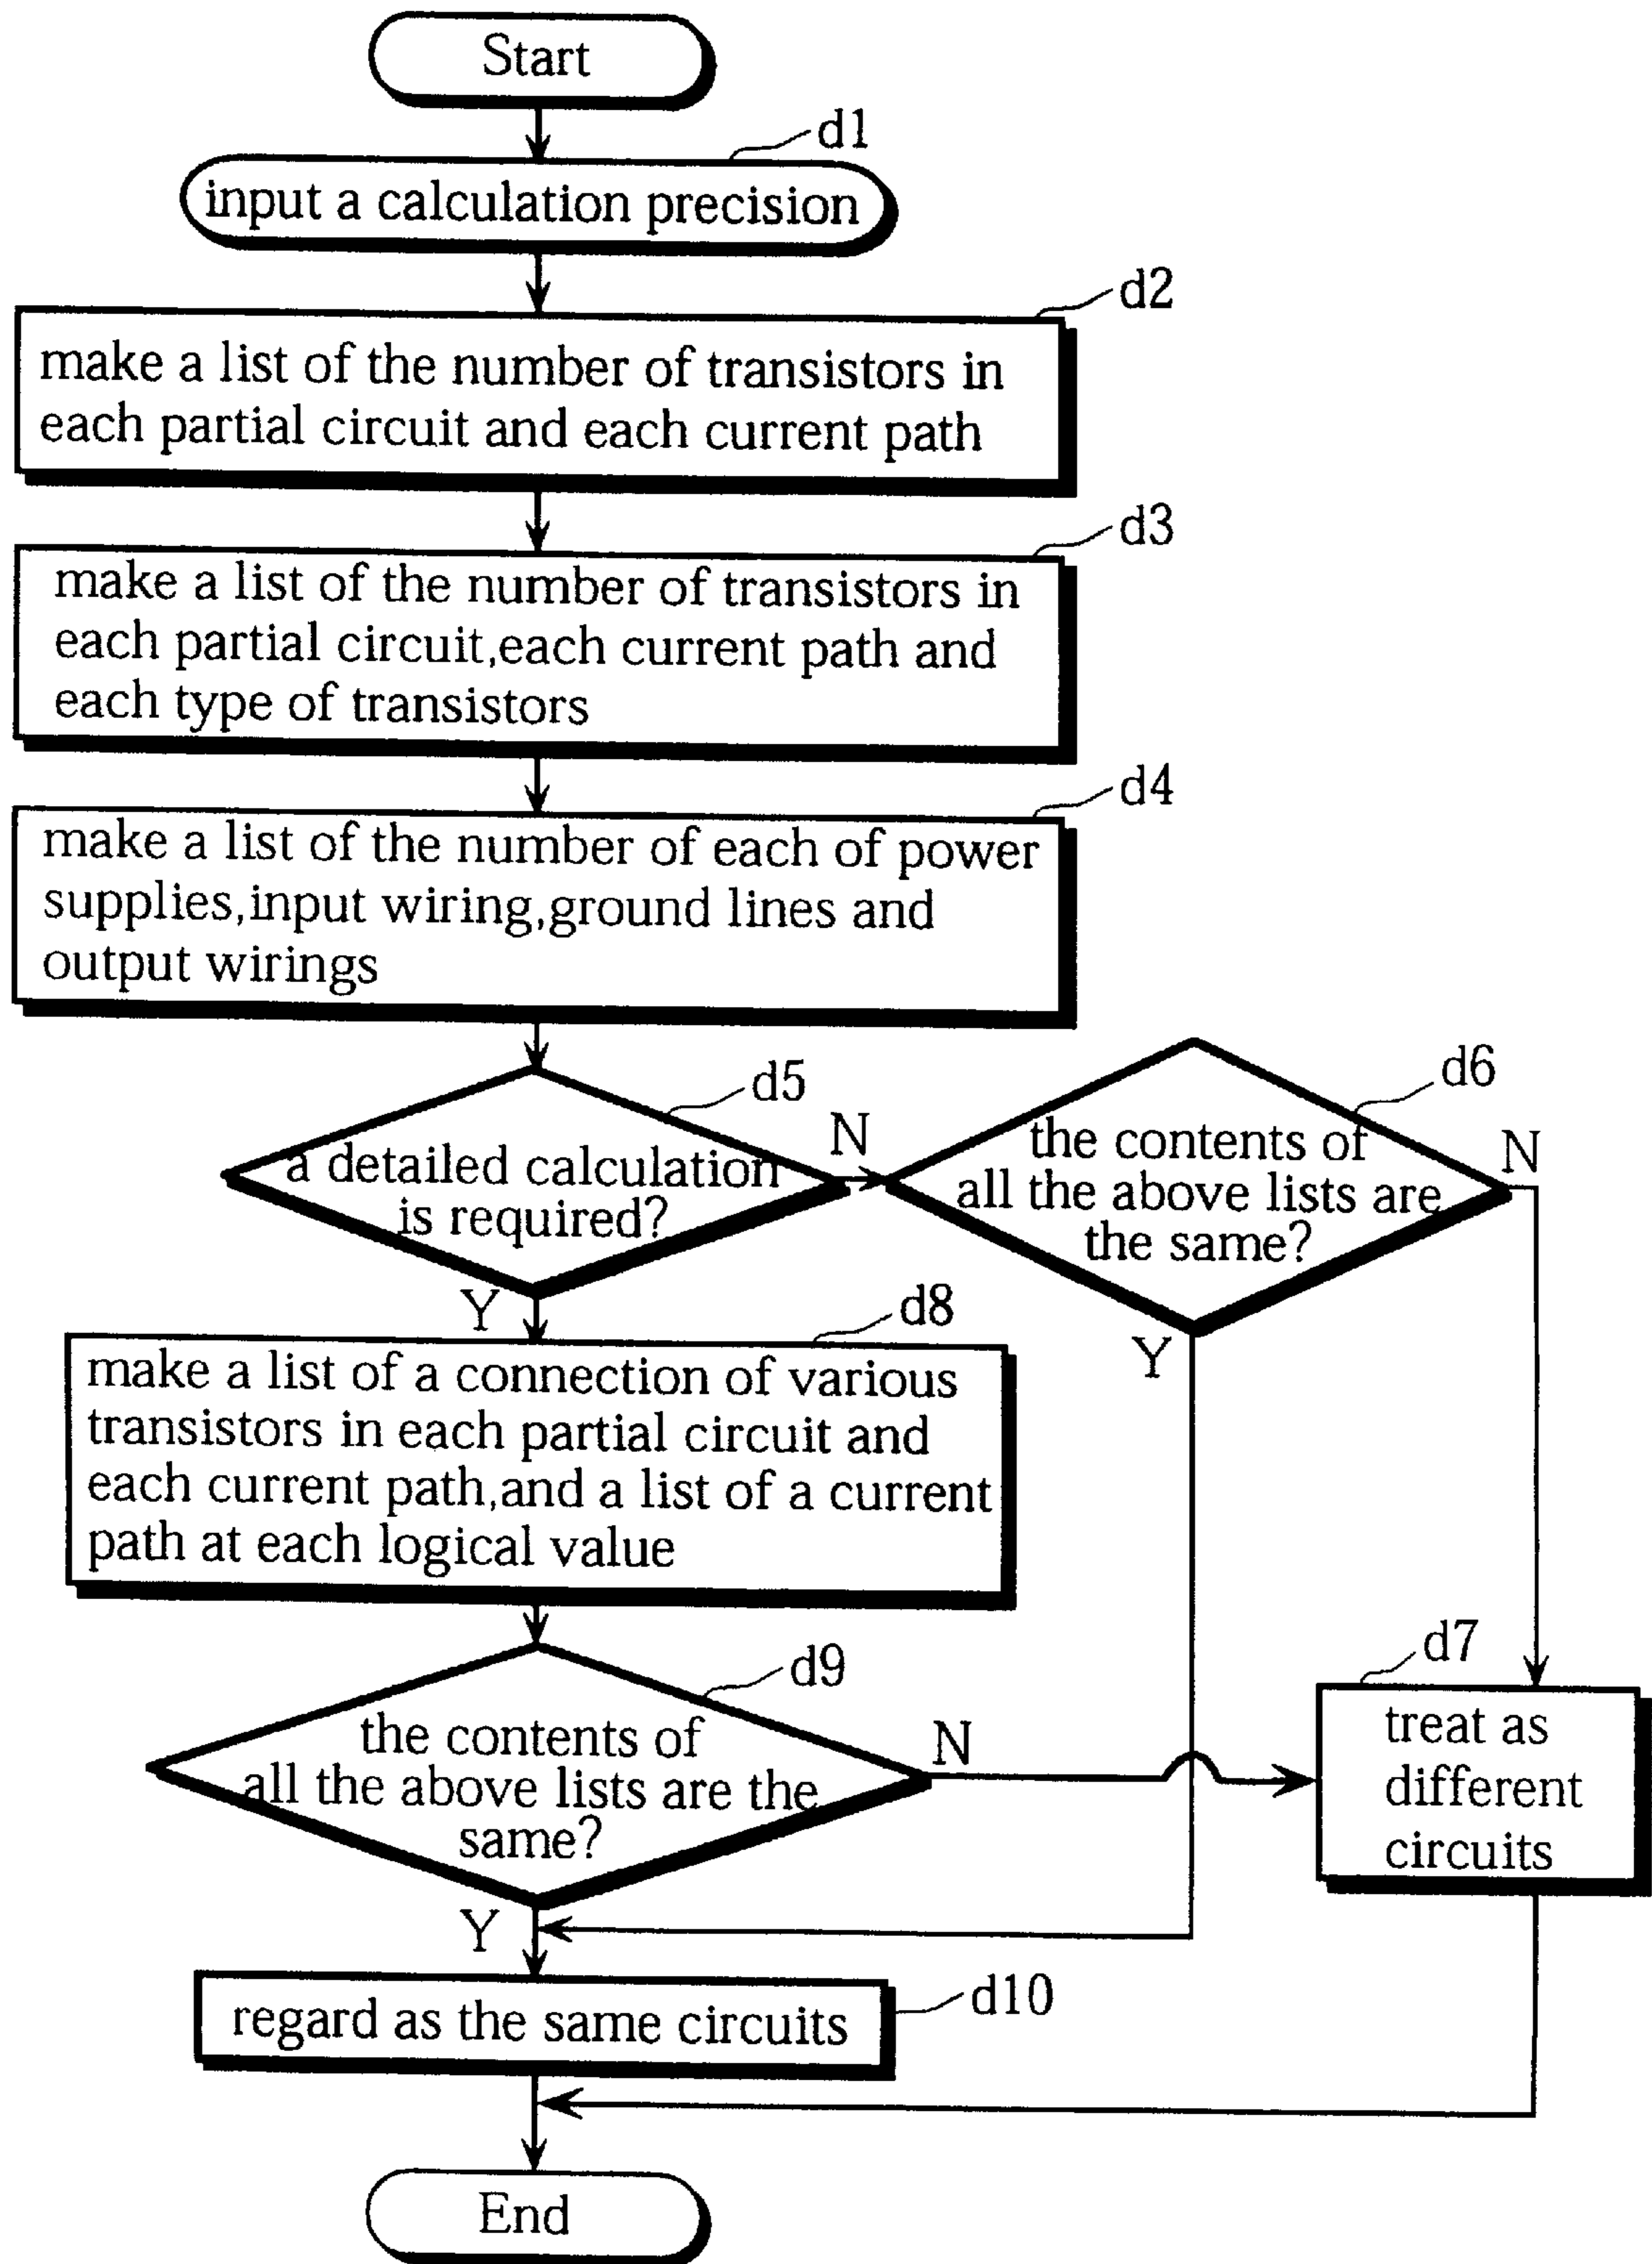 Start
d1
input a calculation precision
d2
make a list of the number of transistors in
each partial circuit and each current path
d3
make a list of the number of transistors in
each partial circuit,each current path and
each type of transistors
d4
make a list of the number of each of power
supplies,input wiring,ground lines and
output wirings
d5
a detailed calculation
is required?
N
Y
d6
the contents of
all the above lists are
the same?
N
Y
d8
make a list of a connection of various
transistors in each partial circuit and
each current path,and a list of a current
path at each logical value
d9
the contents of
all the above lists are the
same?
N
Y
d7
treat as
different
circuits
d10
regard as the same circuits
End